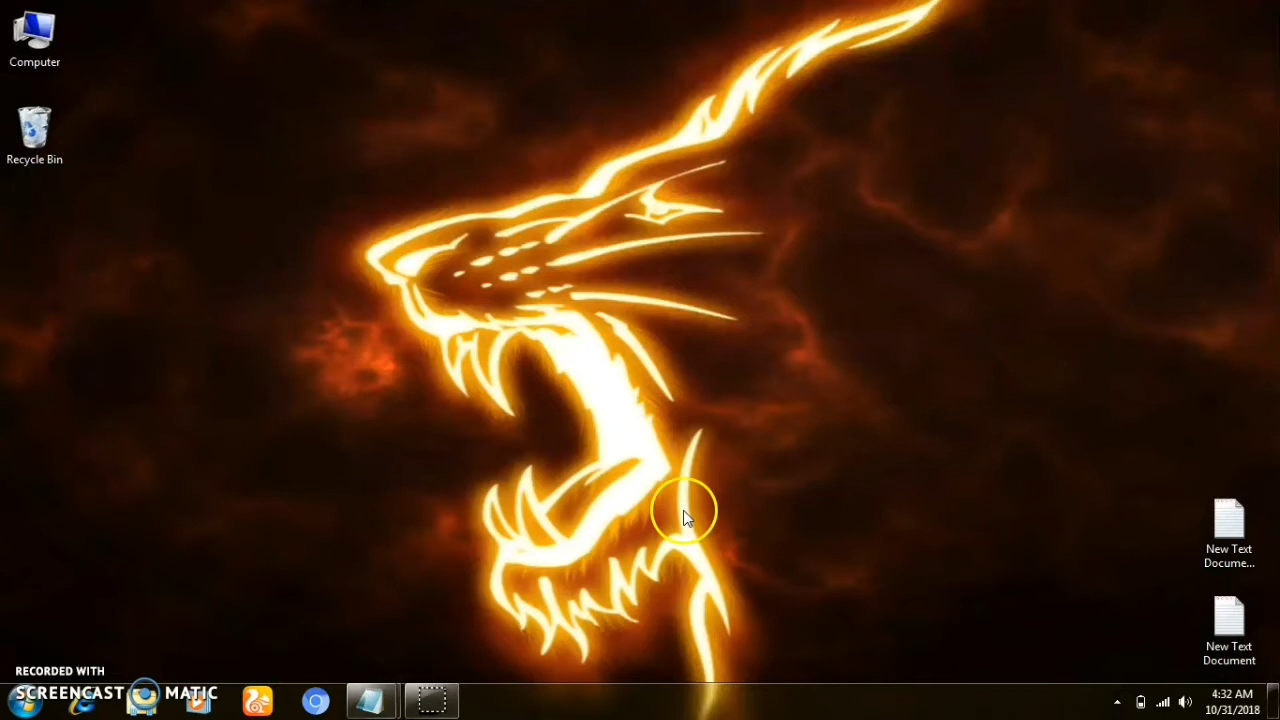 Computer
Recycle Bin
New Text
Docume...
New Text
Document
RECORDED WITH
SCREENCAST MATIC
4:32 AM
10/31/2018